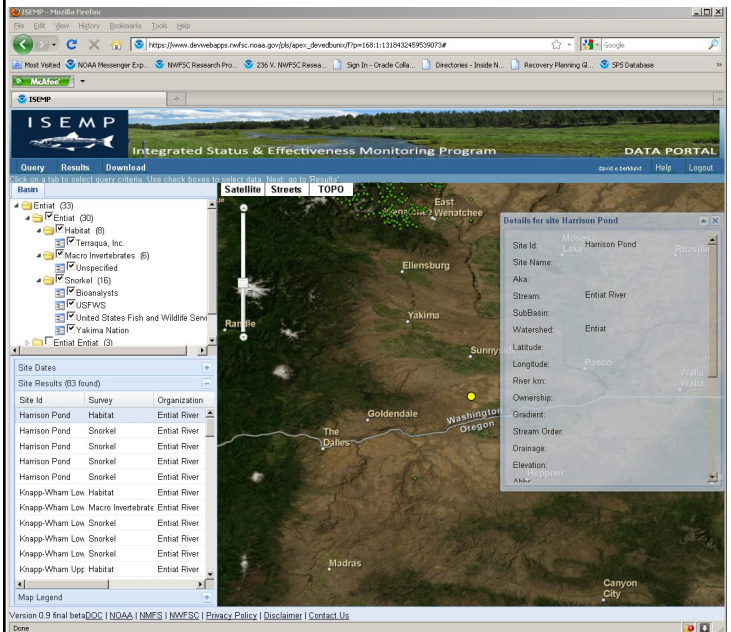 ISEMP - Mozilla Firefox
File Edit View History Bookmarks Tools Help
https://www.devwebapps.nwfsc.noaa.gov/pls/apex_devedbunix/f?p=168:1:1318432459539073#
Google
Most Visited NOAA Messenger Exp... NWFSC Research Pro... 236 V. NWFSC Resea... Sign In - Oracle Colla... Directories - Inside N... Recovery Planning Gl... SPS Database
McAfee
ISEMP
ISEMP
Integrated Status & Effectiveness Monitoring Program
DATA PORTAL
Query Results Download
david.e.berklund Help Logout
Click on a tab to select query criteria. Use check boxes to select data. Next: go to 'Results'
Basin
Entiat (33)
Entiat (30)
Habitat (8)
Terraqua, Inc.
Macro Invertebrates (6)
Unspecified
Snorkel (16)
Bioanalysts
USFWS
United States Fish and Wildlife Servi
Yakima Nation
Entiat Entiat (3)
Site Dates
Site Results (83 found)
Site Id Survey Organization
Harrison Pond Habitat Entiat River
Harrison Pond Snorkel Entiat River
Harrison Pond Snorkel Entiat River
Harrison Pond Snorkel Entiat River
Harrison Pond Snorkel Entiat River
Knapp-Wham Low Habitat Entiat River
Knapp-Wham Low Macro Invertebrate Entiat River
Knapp-Wham Low Snorkel Entiat River
Knapp-Wham Low Snorkel Entiat River
Knapp-Wham Upp Habitat Entiat River
Map Legend
Satellite Streets TOPO
East
Wenatchee
Ellensburg
Yakima
Sunnyside
Randle
Goldendale
Washington
Oregon
The
Dalles
Madras
Canyon
City
Moses
Lake
Ritzville
Pasco
Walla
Walla
Heppner
Details for site Harrison Pond
Site Id: Harrison Pond
Site Name:
Aka:
Stream: Entiat River
SubBasin:
Watershed: Entiat
Latitude:
Longitude:
River km:
Ownership:
Gradient:
Stream Order:
Drainage:
Elevation:
Version 0.9 final betaDOC | NOAA | NMFS | NWFSC | Privacy Policy | Disclaimer | Contact Us
Done